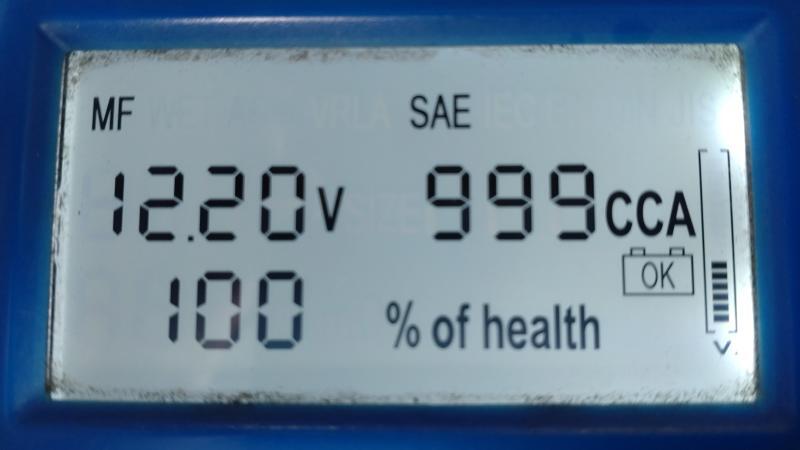 MF SAE
12.20V 999CCA
OK
100 % of health